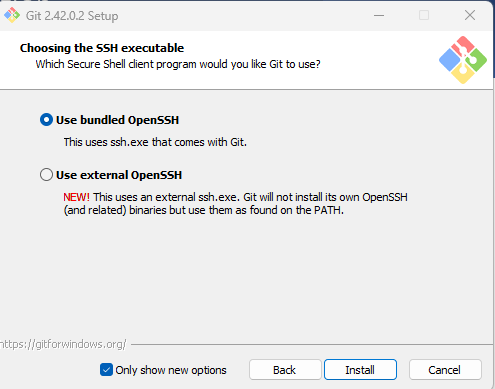 Git 2.42.0.2 Setup
Choosing the SSH executable
Which Secure Shell client program would you like Git to use?
Use bundled OpenSSH
This uses ssh.exe that comes with Git.
Use external OpenSSH
NEW! This uses an external ssh.exe. Git will not install its own OpenSSH
(and related) binaries but use them as found on the PATH.
https://gitforwindows.org/
Only show new options
Back
Install
Cancel